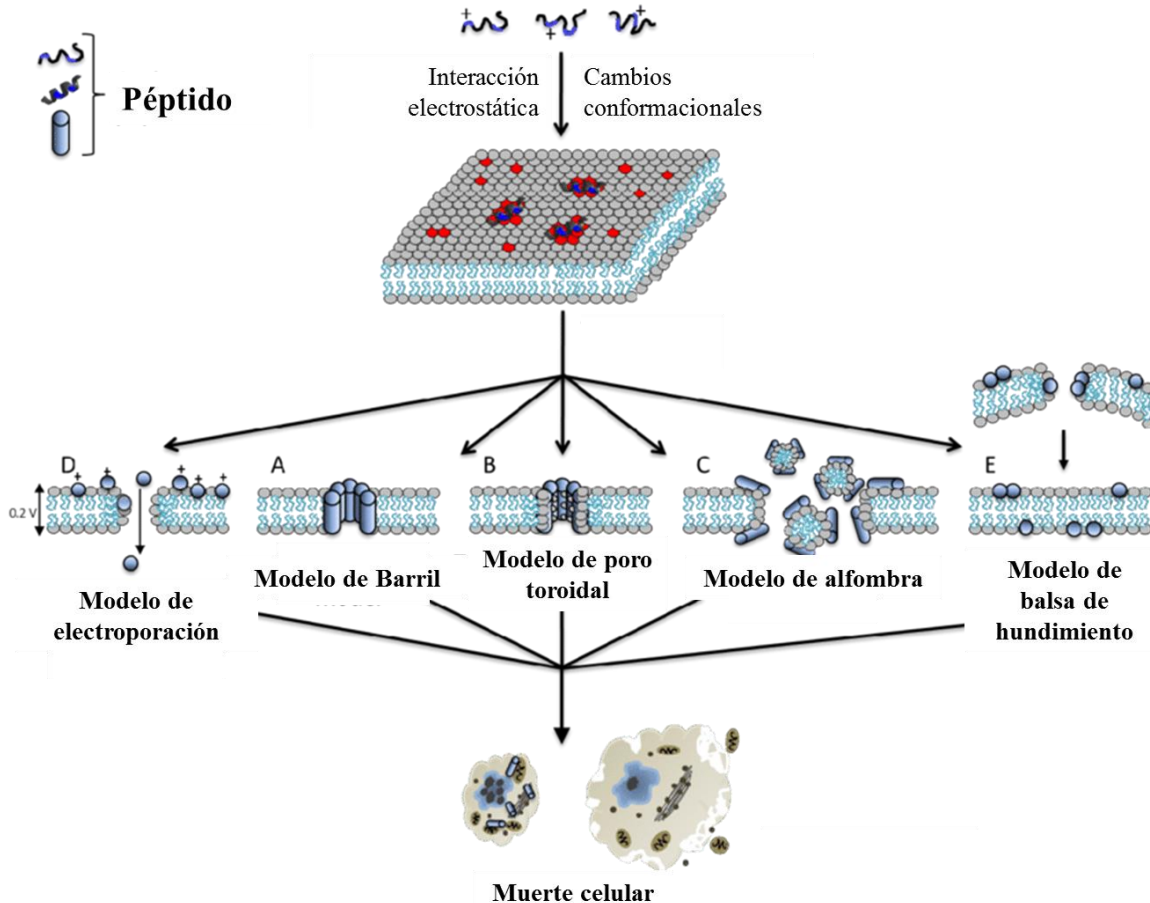 + +
+
Péptido
Interacción
electrostática
Cambios
conformacionales
D
+ + + + +
0.2 V
Modelo de
electroporación
A
Modelo de Barril
B
Modelo de poro
toroidal
C
Modelo de alfombra
E
Modelo de
balsa de
hundimiento
Muerte celular